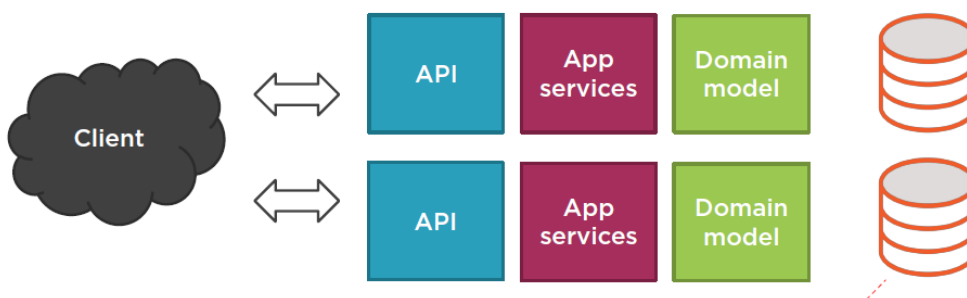 Client
API
App
services
Domain
model
API
App
services
Domain
model